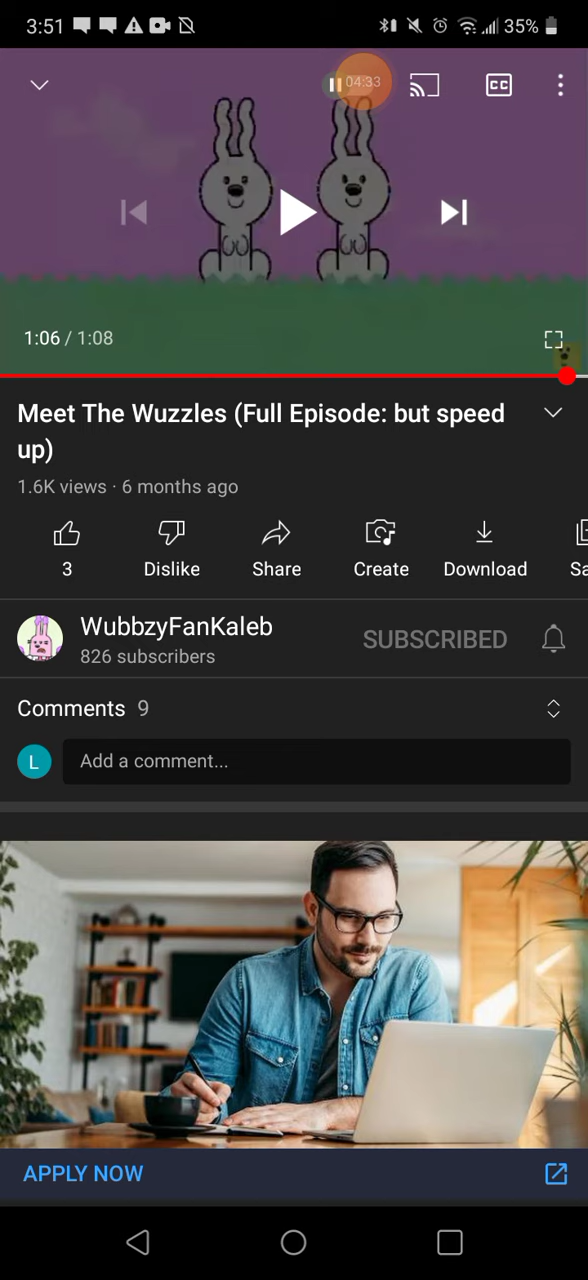 3:51
35%
04:33
CC
1:06 / 1:08
Meet The Wuzzles (Full Episode: but speed
up)
1.6K views · 6 months ago
3
Dislike
Share
Create
Download
Sa
WubbzyFanKaleb
826 subscribers
SUBSCRIBED
Comments 9
L
Add a comment...
APPLY NOW